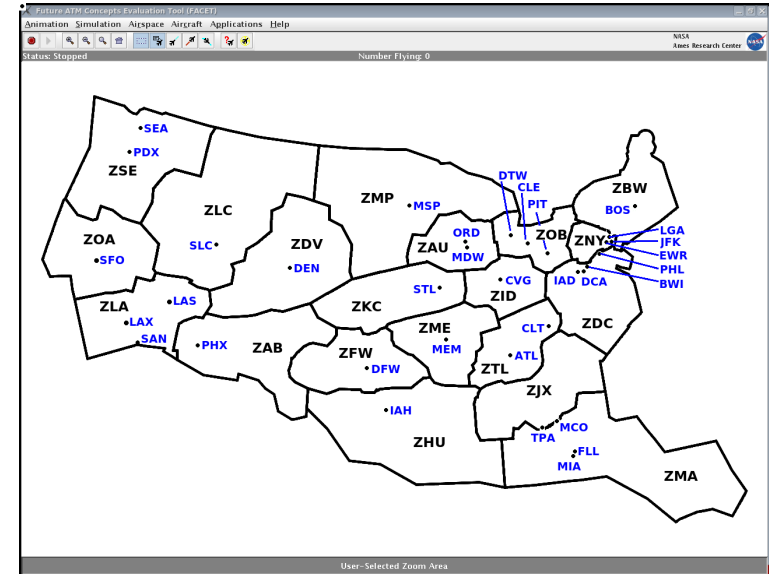 Future ATM Concepts Evaluation Tool (FACET)
Animation Simulation Airspace Aircraft Applications Help
NASA
Ames Research Center
NASA
Status: Stopped
Number Flying: 0
SEA
PDX
ZSE
DTW
CLE
PIT
ZBW
BOS
ZMP
MSP
ZLC
ZOA
SFO
SLC
ZDV
DEN
ORD
ZAU
MDW
ZOB
ZNY
LGA
JFK
EWR
PHL
BWI
IAD
DCA
CVG
ZID
STL
ZKC
LAS
ZLA
LAX
SAN
PHX
ZAB
ZME
MEM
ZFW
DFW
CLT
ATL
ZTL
ZDC
ZJX
IAH
ZHU
MCO
TPA
FLL
MIA
ZMA
User-Selected Zoom Area